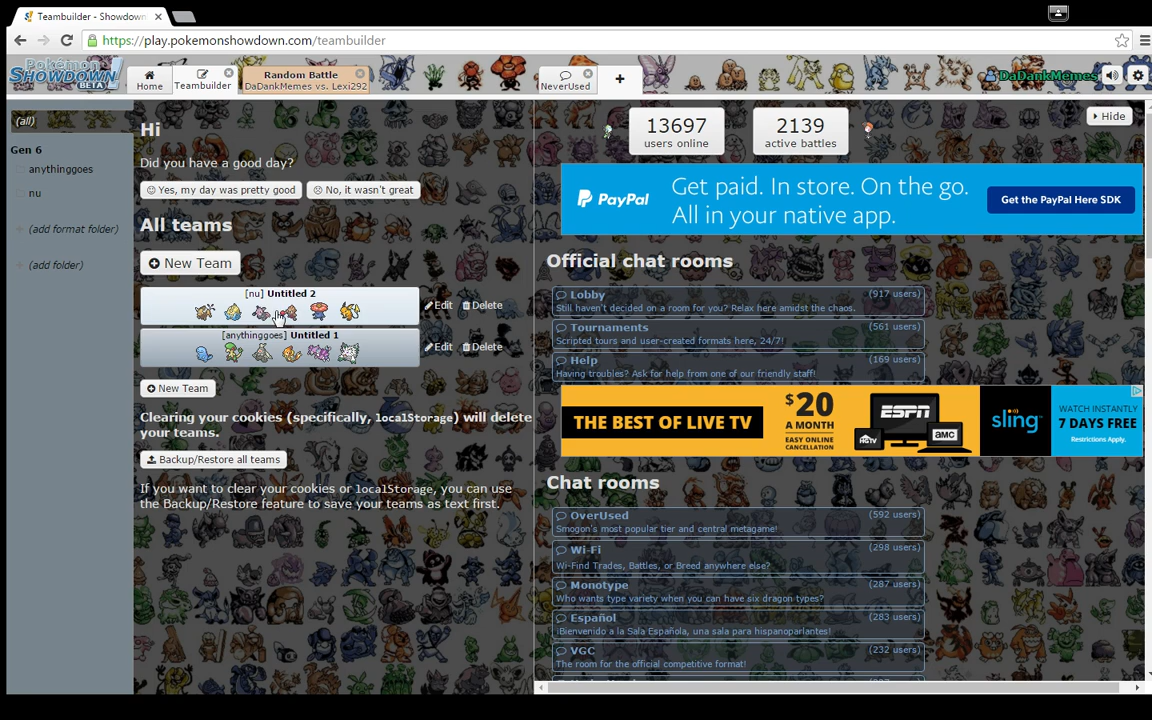 Teambuilder - Showdown
https://play.pokemonshowdown.com/teambuilder
Pokémon
SHOWDOWN!
BETA
Home
Teambuilder
Random Battle
DaDankMemes vs. Lexi292
NeverUsed
DaDankMemes
(all)
Gen 6
anythinggoes
nu
(add format folder)
(add folder)
Hi
Did you have a good day?
Yes, my day was pretty good
No, it wasn't great
All teams
New Team
[nu] Untitled 2
Edit
Delete
[anythinggoes] Untitled 1
Edit
Delete
New Team
Clearing your cookies (specifically, localStorage) will delete
your teams.
Backup/Restore all teams
If you want to clear your cookies or localStorage, you can use
the Backup/Restore feature to save your teams as text first.
13697
users online
2139
active battles
Hide
PayPal
Get paid. In store. On the go.
All in your native app.
Get the PayPal Here SDK
Official chat rooms
Lobby
(917 users)
Still haven't decided on a room for you? Relax here amidst the chaos.
Tournaments
(561 users)
Scripted tours and user-created formats here, 24/7!
Help
(169 users)
Having troubles? Ask for help from one of our friendly staff!
THE BEST OF LIVE TV
$20
A MONTH
EASY ONLINE
CANCELLATION
ESPN
HGTV
AMC
sling
WATCH INSTANTLY
7 DAYS FREE
Restrictions Apply.
Chat rooms
OverUsed
(592 users)
Smogon's most popular tier and central metagame!
Wi-Fi
(298 users)
Wi-Find Trades, Battles, or Breed anywhere else?
Monotype
(287 users)
Who wants type variety when you can have six dragon types?
Español
(283 users)
¡Bienvenido a la Sala Española, una sala para hispanoparlantes!
VGC
(232 users)
The room for the official competitive format!